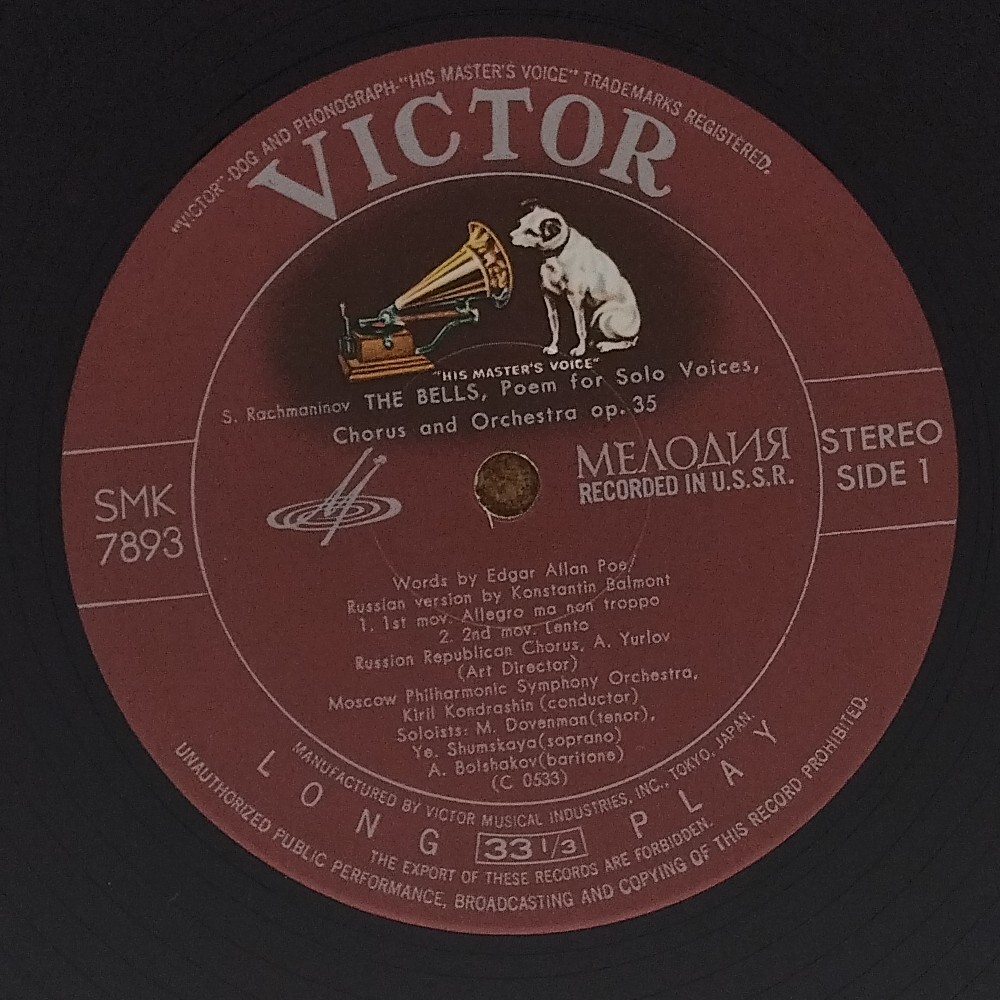 "VICTOR"-DOG AND PHONOGRAPH-"HIS MASTER'S VOICE" TRADEMARKS REGISTERED.
VICTOR
"HIS MASTER'S VOICE"
S. Rachmaninov THE BELLS, Poem for Solo Voices,
Chorus and Orchestra op. 35
МЕЛОДИЯ
RECORDED IN U.S.S.R.
STEREO
SIDE 1
SMK
7893
Words by Edgar Allan Poe/
Russian version by Konstantin Balmont
1. 1st mov. Allegro ma non troppo
2. 2nd mov. Lento
Russian Republican Chorus, A. Yurlov
(Art Director)
Moscow Philharmonic Symphony Orchestra,
Kiril Kondrashin (conductor)
Soloists: M. Dovenman(tenor),
Ye. Shumskaya(soprano)
A. Bolshakov(baritone)
(C 0533)
MANUFACTURED BY VICTOR MUSICAL INDUSTRIES, INC., TOKYO, JAPAN.
LONG PLAY
33 1/3
THE EXPORT OF THESE RECORDS ARE FORBIDDEN.
UNAUTHORIZED PUBLIC PERFORMANCE, BROADCASTING AND COPYING OF THIS RECORD PROHIBITED.